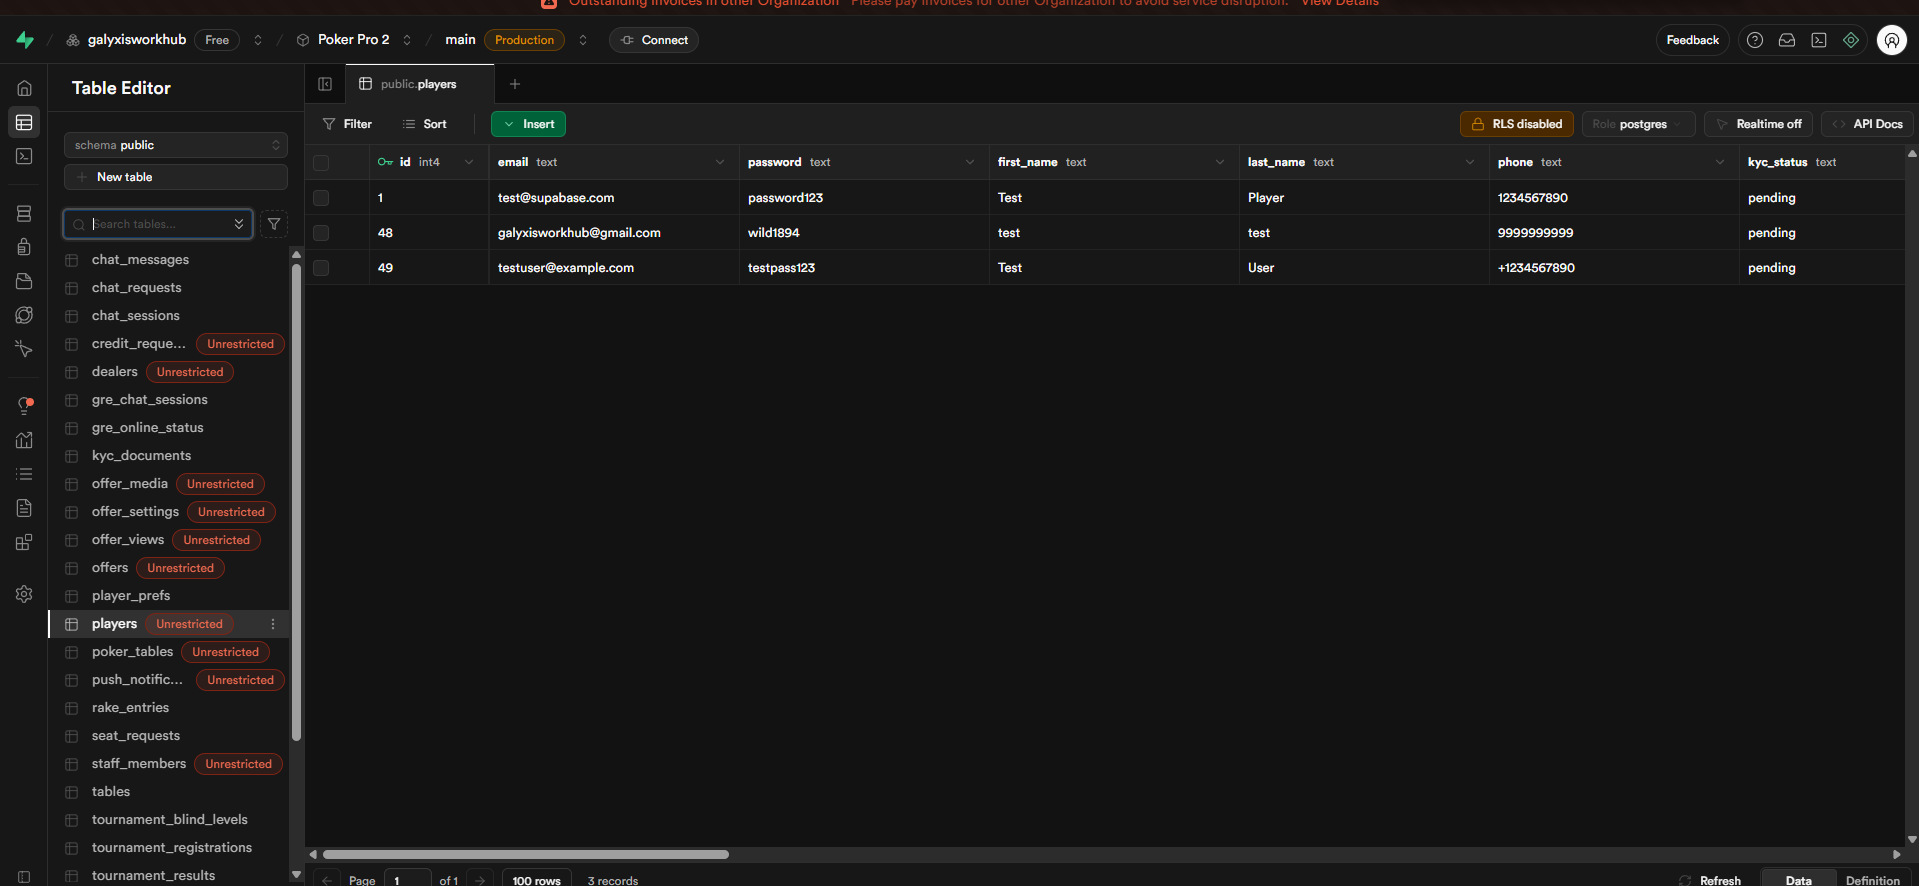 Outstanding Invoices in other Organization Please pay invoices for other Organization to avoid service disruption. View Details
galyxisworkhub Free Poker Pro 2 main Production Connect Feedback
Table Editor
public.players
schema public
New table
Search tables...
chat_messages
chat_requests
chat_sessions
credit_reque... Unrestricted
dealers Unrestricted
gre_chat_sessions
gre_online_status
kyc_documents
offer_media Unrestricted
offer_settings Unrestricted
offer_views Unrestricted
offers Unrestricted
player_prefs
players Unrestricted
poker_tables Unrestricted
push_notific... Unrestricted
rake_entries
seat_requests
staff_members Unrestricted
tables
tournament_blind_levels
tournament_registrations
tournament_results
Filter Sort Insert RLS disabled Role postgres Realtime off API Docs
id int4 email text password text first_name text last_name text phone text kyc_status text
1 test@supabase.com password123 Test Player 1234567890 pending
48 galyxisworkhub@gmail.com wild1894 test test 9999999999 pending
49 testuser@example.com testpass123 Test User +1234567890 pending
Page 1 of 1 100 rows 3 records Refresh Data Definition